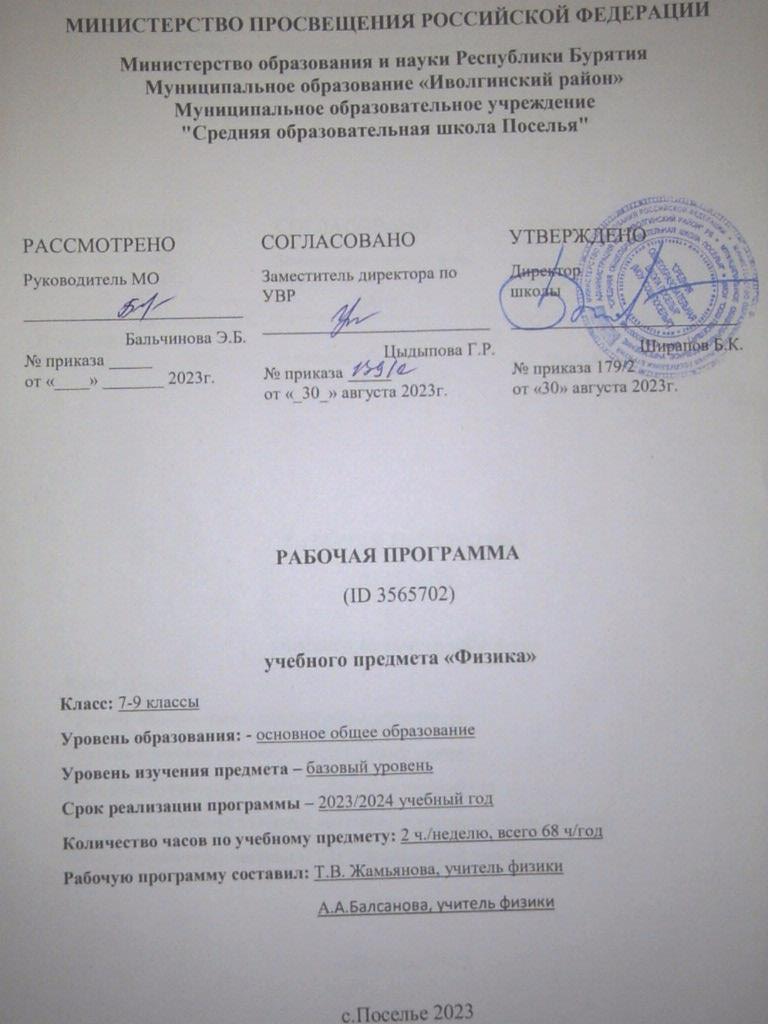 МИНИСТЕРСТВО ПРОСВЕЩЕНИЯ РОССИЙСКОЙ ФЕДЕРАЦИИ
Министерство образования и науки Республики Бурятия
Муниципальное образование «Иволгинский район»
Муниципальное образовательное учреждение
"Средняя образовательная школа Поселья"
РАССМОТРЕНО
Руководитель МО
Бальчинова Э.Б.
№ приказа _____
от «____» _______ 2023г.
СОГЛАСОВАНО
Заместитель директора по
УВР
Цыдыпова Г.Р.
№ приказа
от «_30_» августа 2023г.
УТВЕРЖДЕНО
Директор
школы
Ширапов Б.К.
№ приказа 179/2
от «30» августа 2023г.
РАБОЧАЯ ПРОГРАММА
(ID 3565702)
учебного предмета «Физика»
Класс: 7-9 классы
Уровень образования: - основное общее образование
Уровень изучения предмета – базовый уровень
Срок реализации программы – 2023/2024 учебный год
Количество часов по учебному предмету: 2 ч./неделю, всего 68 ч/год
Рабочую программу составил: Т.В. Жамьянова, учитель физики
А.А.Балсанова, учитель физики
с.Поселье 2023